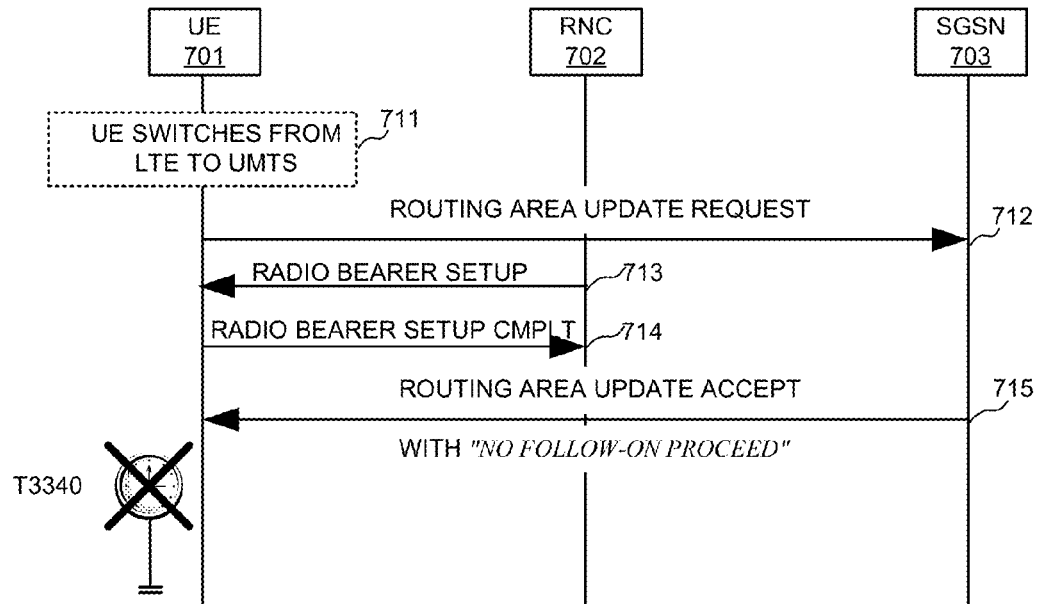 UE
701
RNC
702
SGSN
703
UE SWITCHES FROM
LTE TO UMTS
711
ROUTING AREA UPDATE REQUEST
712
RADIO BEARER SETUP
713
RADIO BEARER SETUP CMPLT
714
ROUTING AREA UPDATE ACCEPT
715
WITH "NO FOLLOW-ON PROCEED"
T3340